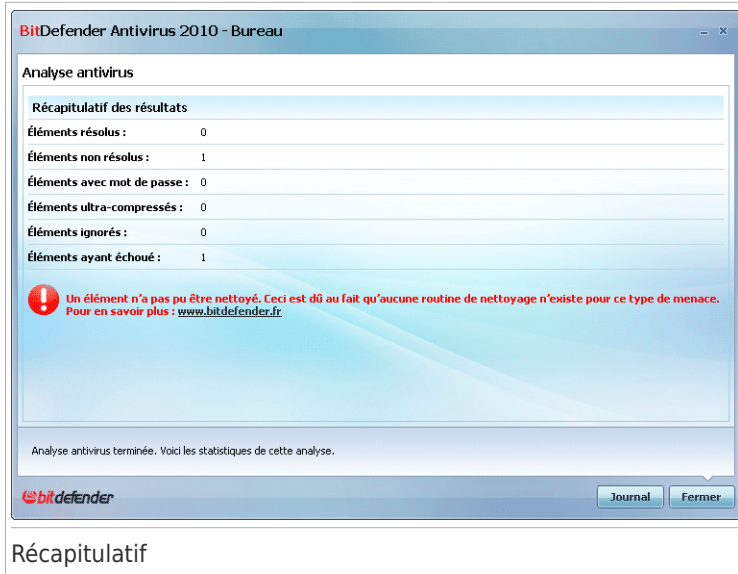 BitDefender Antivirus 2010 - Bureau
Analyse antivirus
Récapitulatif des résultats
Éléments résolus : 0
Éléments non résolus : 1
Éléments avec mot de passe : 0
Éléments ultra-compressés : 0
Éléments ignorés : 0
Éléments ayant échoué : 1
Un élément n'a pas pu être nettoyé. Ceci est dû au fait qu'aucune routine de nettoyage n'existe pour ce type de menace.
Pour en savoir plus : www.bitdefender.fr
Analyse antivirus terminée. Voici les statistiques de cette analyse.
bitdefender
Journal Fermer
Récapitulatif